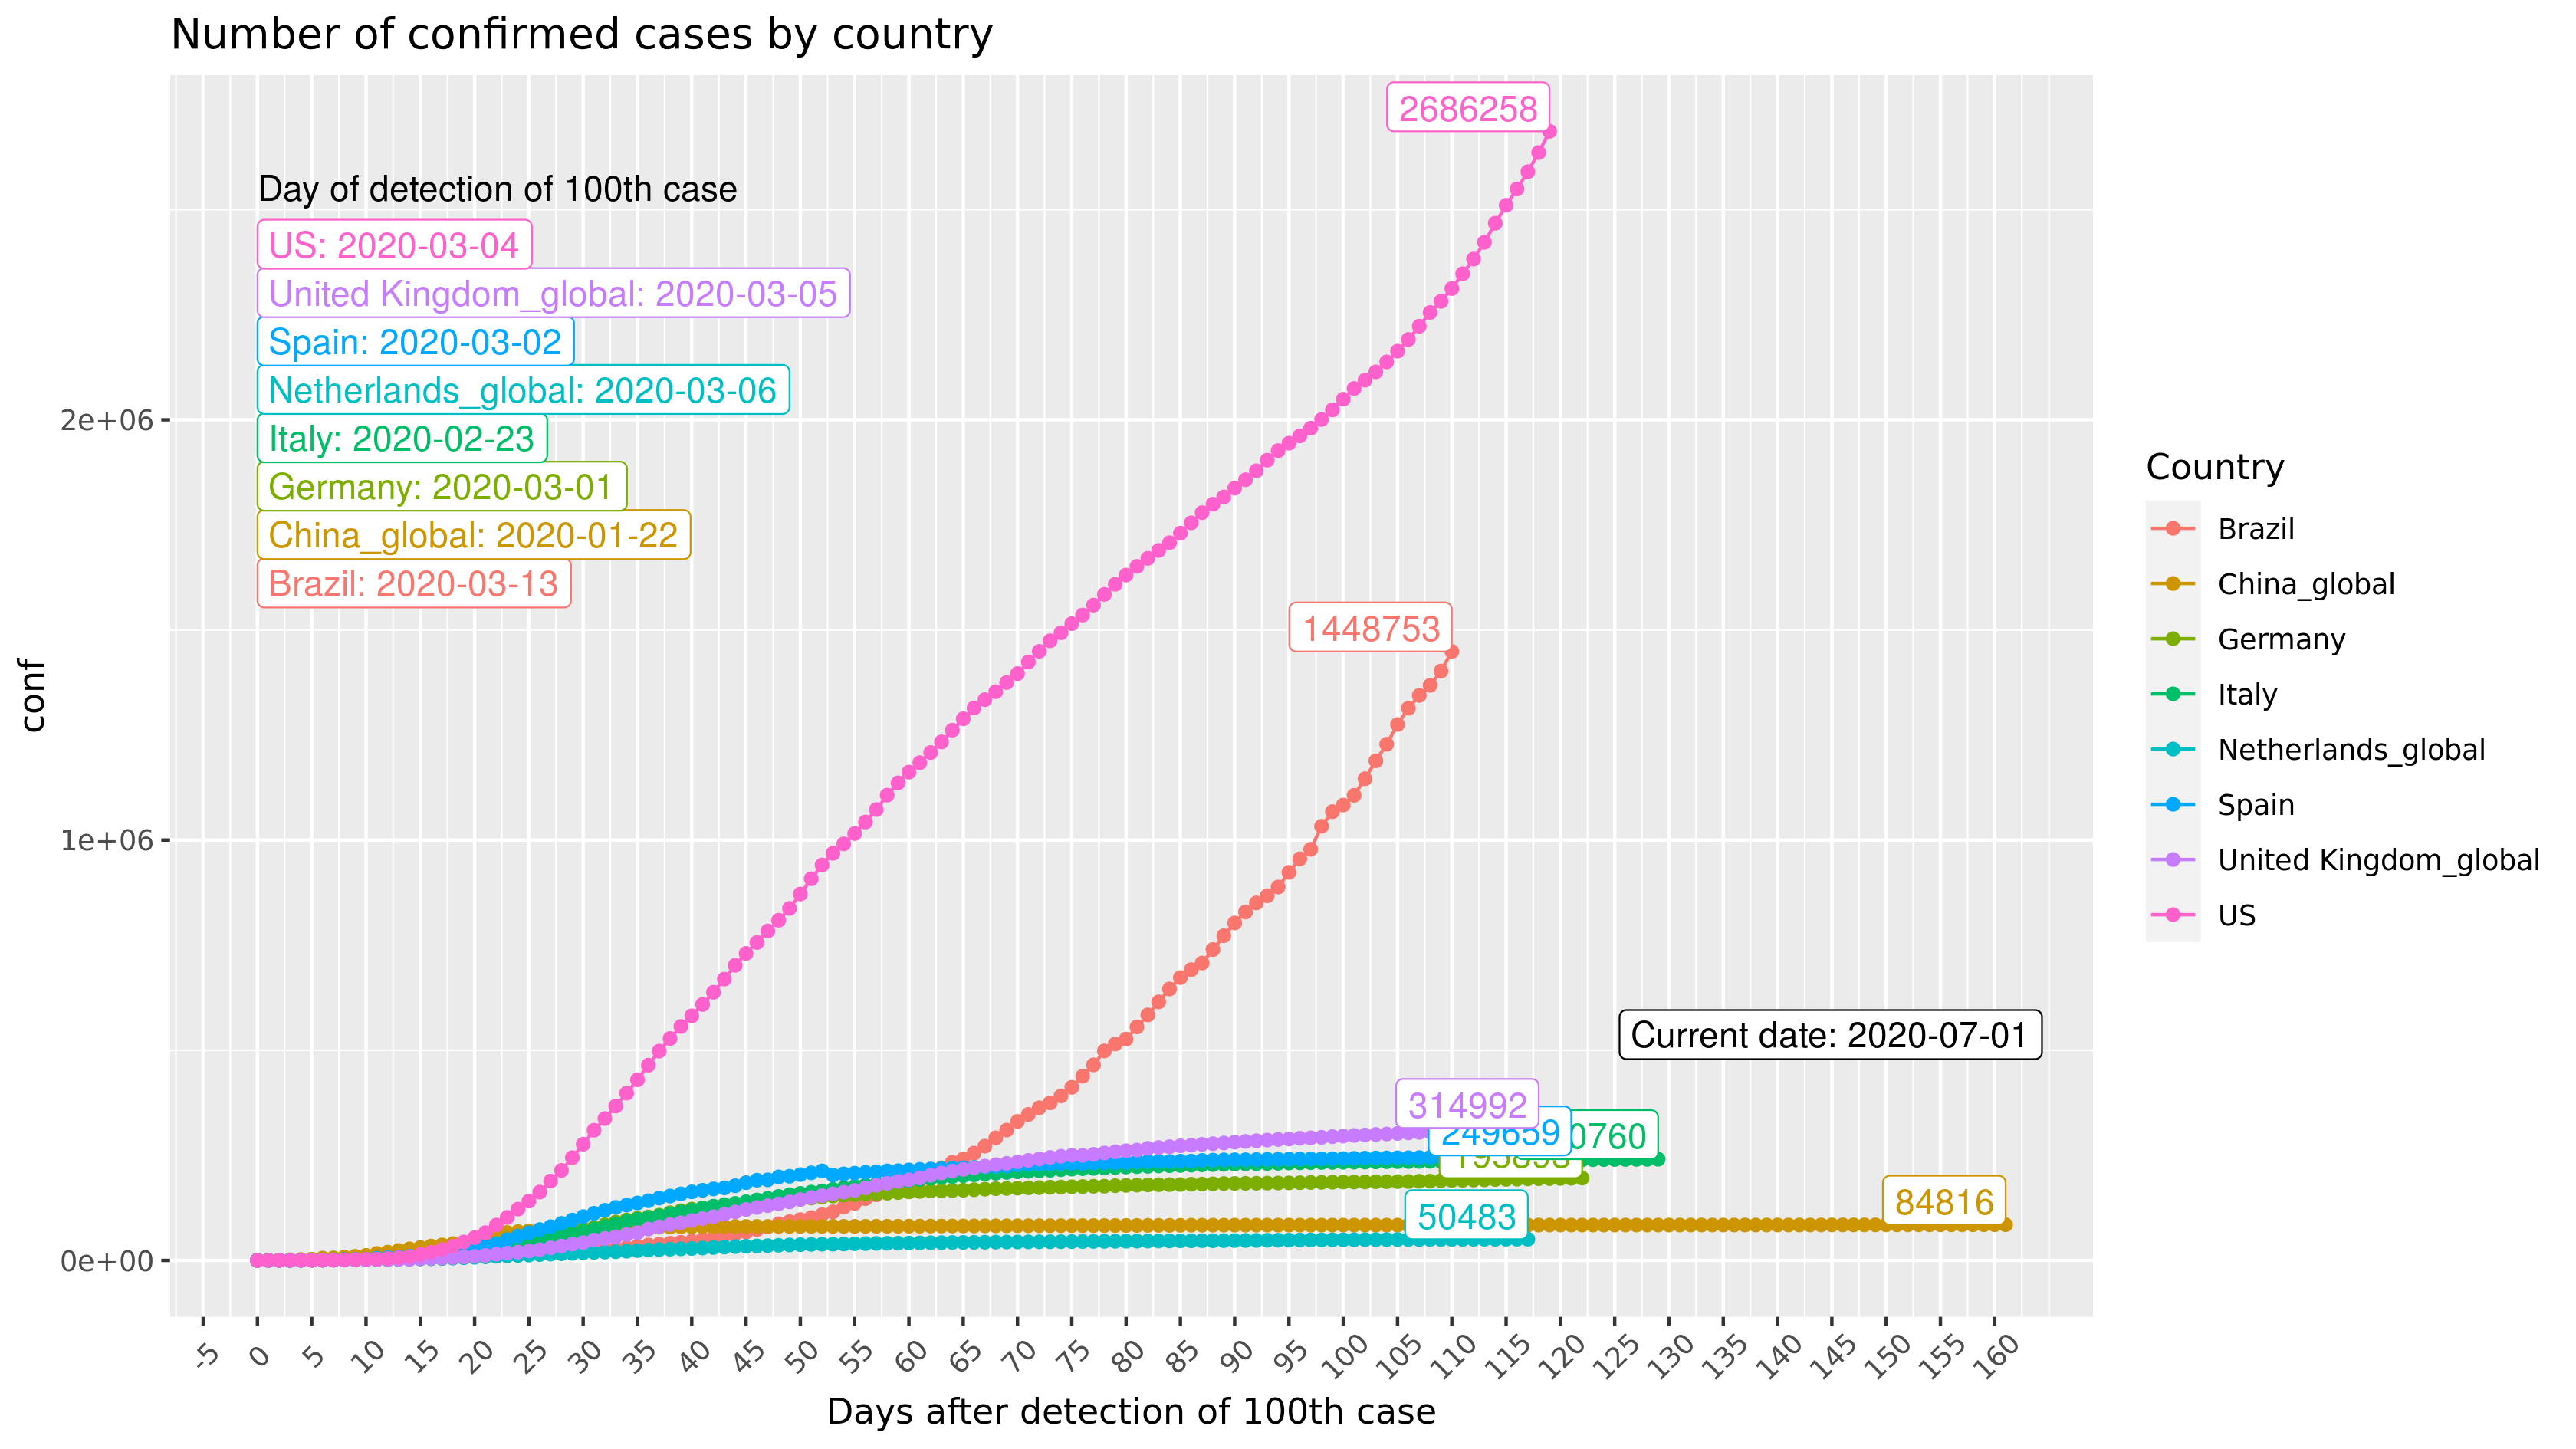 Number of confirmed cases by country
2686258
Day of detection of 100th case
US: 2020-03-04
United Kingdom_global: 2020-03-05
Spain: 2020-03-02
Netherlands_global: 2020-03-06
Italy: 2020-02-23
Germany: 2020-03-01
China_global: 2020-01-22
Brazil: 2020-03-13
1448753
Current date: 2020-07-01
314992
249659
84816
50483
conf
2e+06
1e+06
0e+00
-5 0 5 10 15 20 25 30 35 40 45 50 55 60 65 70 75 80 85 90 95 100 105 110 115 120 125 130 135 140 145 150 155 160
Days after detection of 100th case
Country
Brazil
China_global
Germany
Italy
Netherlands_global
Spain
United Kingdom_global
US